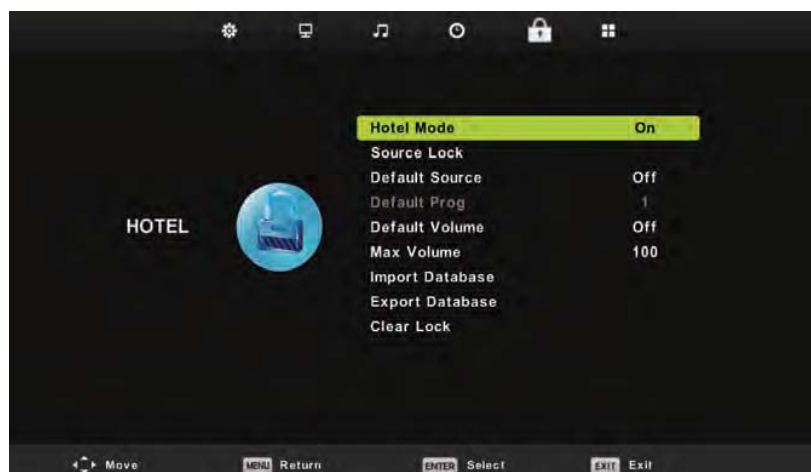 Hotel Mode On
Source Lock
Default Source Off
Default Prog 1
HOTEL
Default Volume Off
Max Volume 100
Import Database
Export Database
Clear Lock
Move MENU Return ENTER Select EXIT Exit